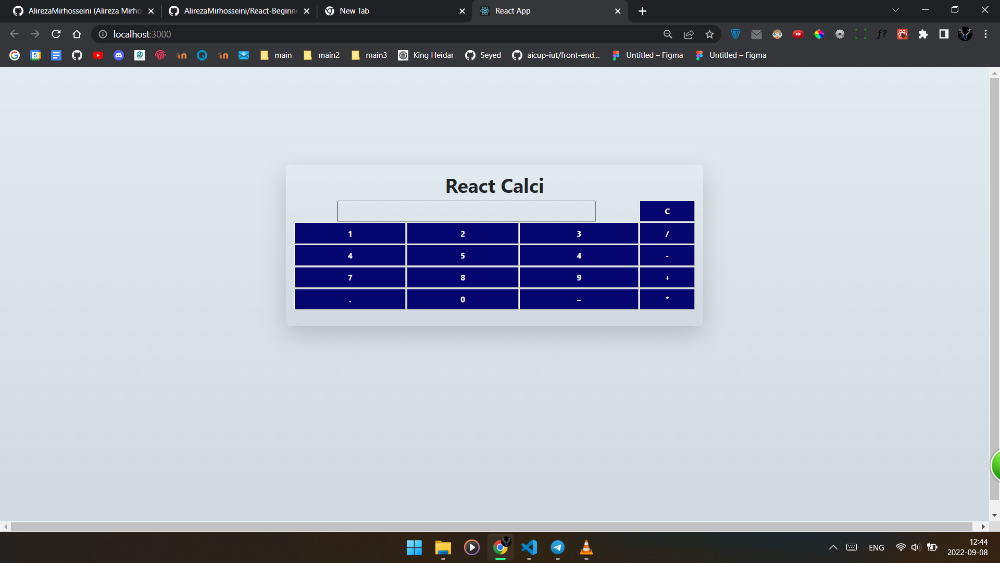 AlirezaMirhosseini (Alireza Mirho
AlirezaMirhosseini/React-Beginne
New Tab
React App
localhost:3000
main
main2
main3
King Heidar
Seyed
aicup-iut/front-end...
Untitled – Figma
Untitled – Figma
React Calci
C
1 2 3 /
4 5 4 -
7 8 9 +
. 0 = *
ENG
12:44
2022-09-08